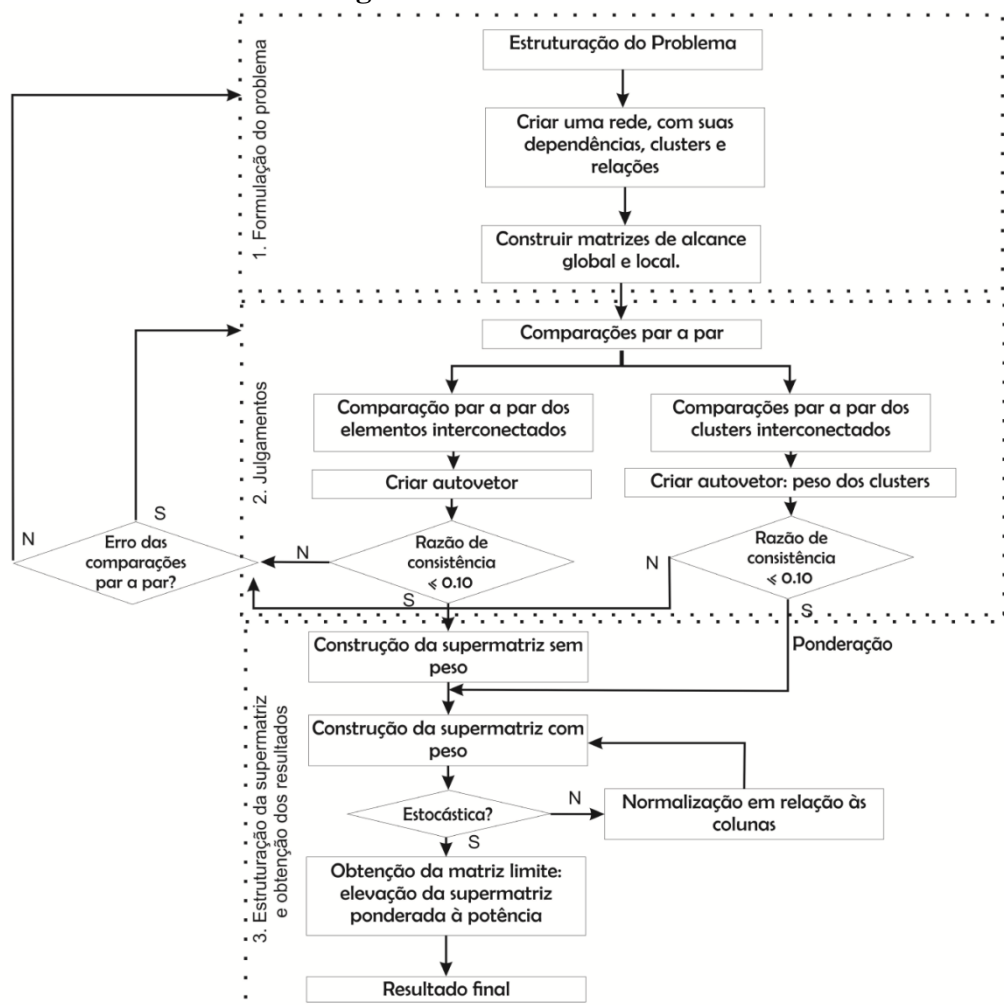 Estruturação do Problema
Criar uma rede, com suas
dependências, clusters e
relações
Construir matrizes de alcance
global e local.
1. Formulação do problema
Comparações par a par
Comparação par a par dos
elementos interconectados
Comparações par a par dos
clusters interconectados
Criar autovetor
Criar autovetor: peso dos clusters
2. Julgamentos
Razão de
consistência
≤ 0.10
Razão de
consistência
≤ 0.10
Erro das
comparações
par a par?
N
S
N
N
S
S
Construção da supermatriz sem
peso
Ponderação
Construção da supermatriz com
peso
Estocástica?
N
Normalização em relação às
colunas
S
Obtenção da matriz limite:
elevação da supermatriz
ponderada à potência
Resultado final
3. Estruturação da supermatriz
e obtenção dos resultados